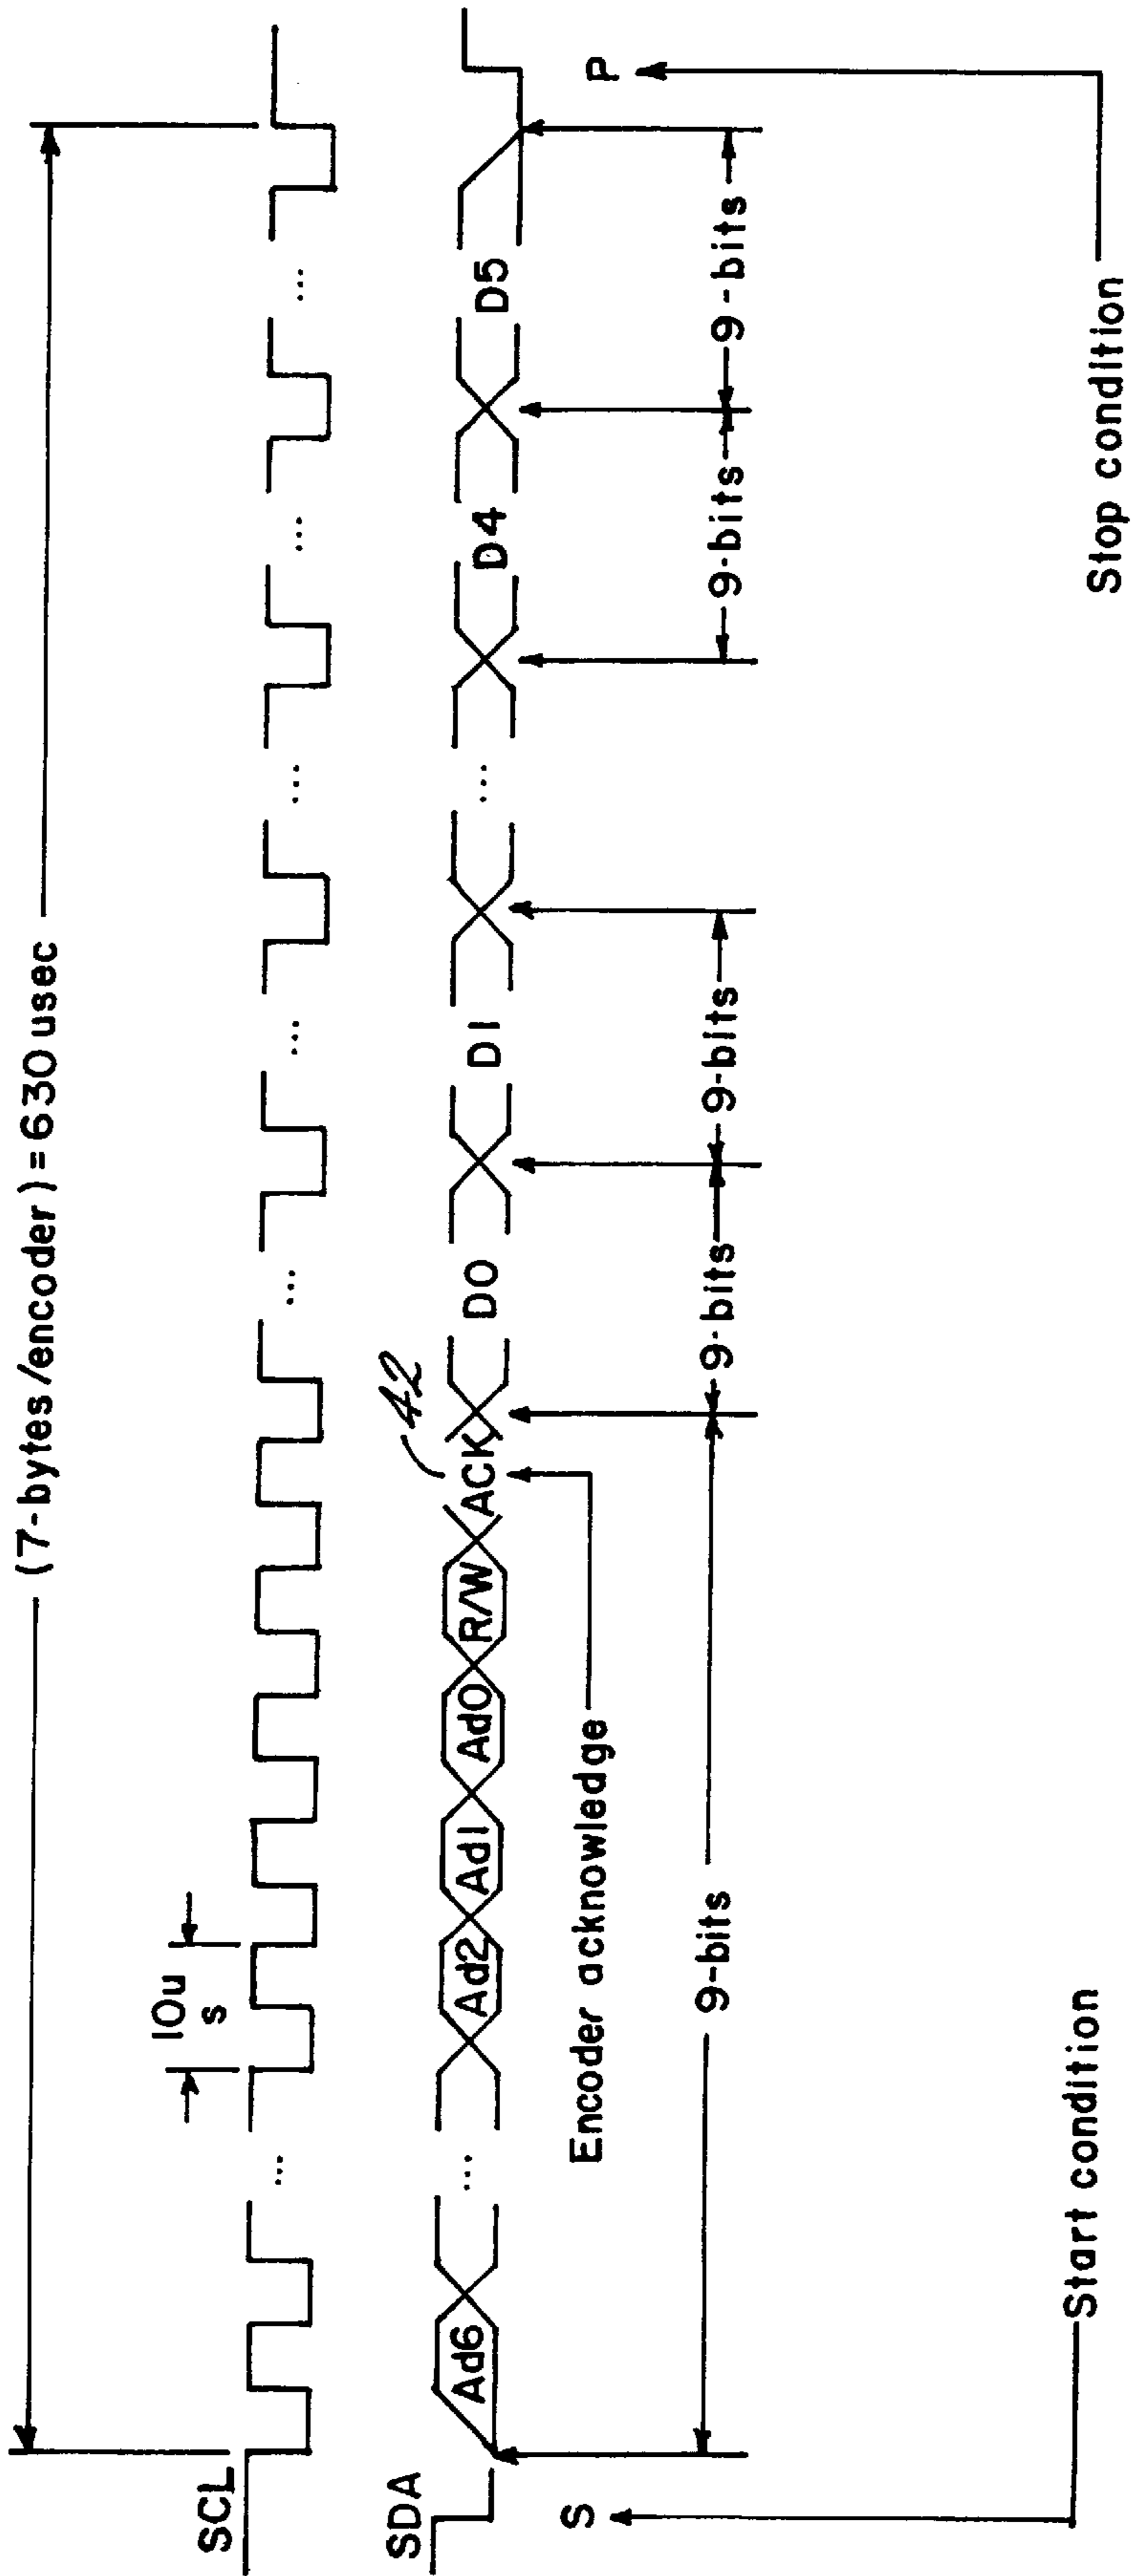 (7-bytes/encoder)=630 usec
10u
s
SCL
... ... ... ... ... ...
42
SDA
Ad6 ... Ad2 Ad1 Ad0 R/W ACK D0 D1 ... D4 D5
S
Encoder acknowledge
P
9-bits 9-bits 9-bits 9-bits 9-bits
Start condition
Stop condition